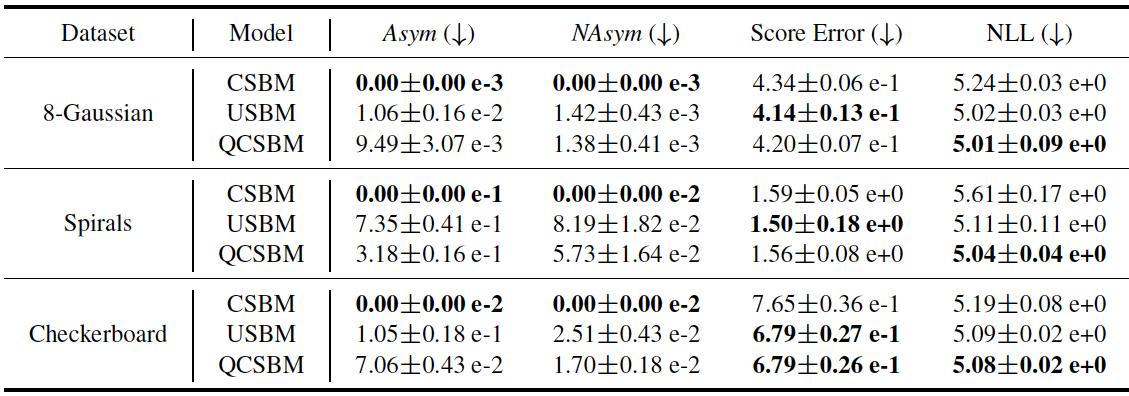 Dataset Model Asym (↓) NAsym (↓) Score Error (↓) NLL (↓)
CSBM 0.00±0.00 e-3 0.00±0.00 e-3 4.34±0.06 e-1 5.24±0.03 e+0
8-Gaussian USBM 1.06±0.16 e-2 1.42±0.43 e-3 4.14±0.13 e-1 5.02±0.03 e+0
QCSBM 9.49±3.07 e-3 1.38±0.41 e-3 4.20±0.07 e-1 5.01±0.09 e+0
CSBM 0.00±0.00 e-1 0.00±0.00 e-2 1.59±0.05 e+0 5.61±0.17 e+0
Spirals USBM 7.35±0.41 e-1 8.19±1.82 e-2 1.50±0.18 e+0 5.11±0.11 e+0
QCSBM 3.18±0.16 e-1 5.73±1.64 e-2 1.56±0.08 e+0 5.04±0.04 e+0
CSBM 0.00±0.00 e-2 0.00±0.00 e-2 7.65±0.36 e-1 5.19±0.08 e+0
Checkerboard USBM 1.05±0.18 e-1 2.51±0.43 e-2 6.79±0.27 e-1 5.09±0.02 e+0
QCSBM 7.06±0.43 e-2 1.70±0.18 e-2 6.79±0.26 e-1 5.08±0.02 e+0